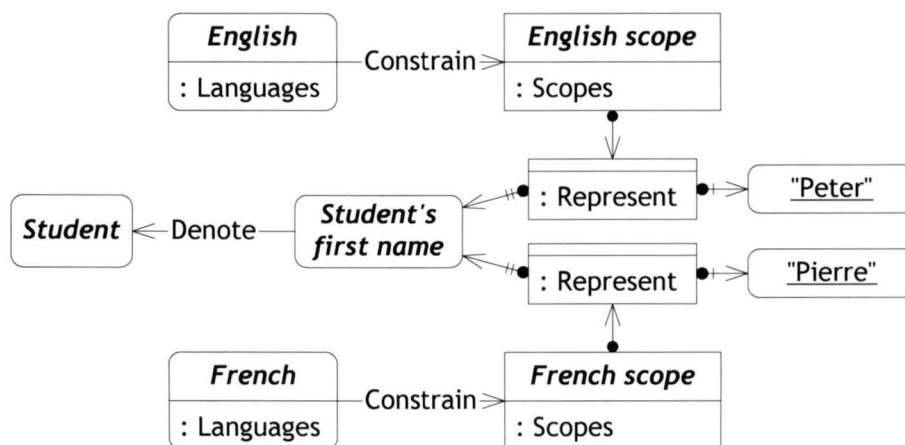 English
: Languages
Constrain
English scope
: Scopes
: Represent
"Peter"
Student
Denote
Student's
first name
: Represent
"Pierre"
French
: Languages
Constrain
French scope
: Scopes